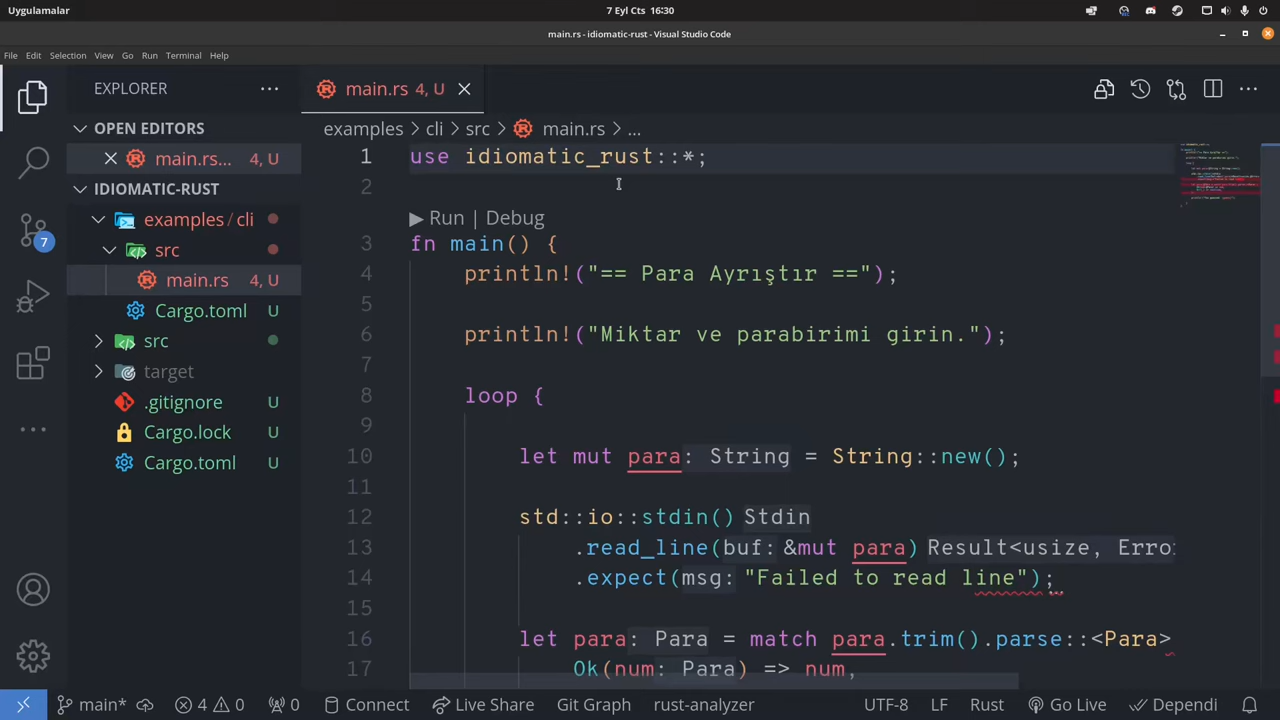 Uygulamalar
7 Eyl Cts 16:30
main.rs - idiomatic-rust - Visual Studio Code
File Edit Selection View Go Run Terminal Help
EXPLORER
main.rs 4, U
OPEN EDITORS
main.rs... 4, U
IDIOMATIC-RUST
examples / cli
src
main.rs 4, U
Cargo.toml U
src
target
.gitignore U
Cargo.lock U
Cargo.toml U
7
examples > cli > src > main.rs > ...
1 use idiomatic_rust::*;
2
Run | Debug
3 fn main() {
4 println!("== Para Ayrıştır ==");
5
6 println!("Miktar ve parabirimi girin.");
7
8 loop {
9
10 let mut para: String = String::new();
11
12 std::io::stdin() Stdin
13 .read_line(buf: &mut para) Result<usize, Erro
14 .expect(msg: "Failed to read line");
15
16 let para: Para = match para.trim().parse::<Para>
17 Ok(num: Para) => num,
main* 4 0 0 Connect Live Share Git Graph rust-analyzer UTF-8 LF Rust Go Live Dependi